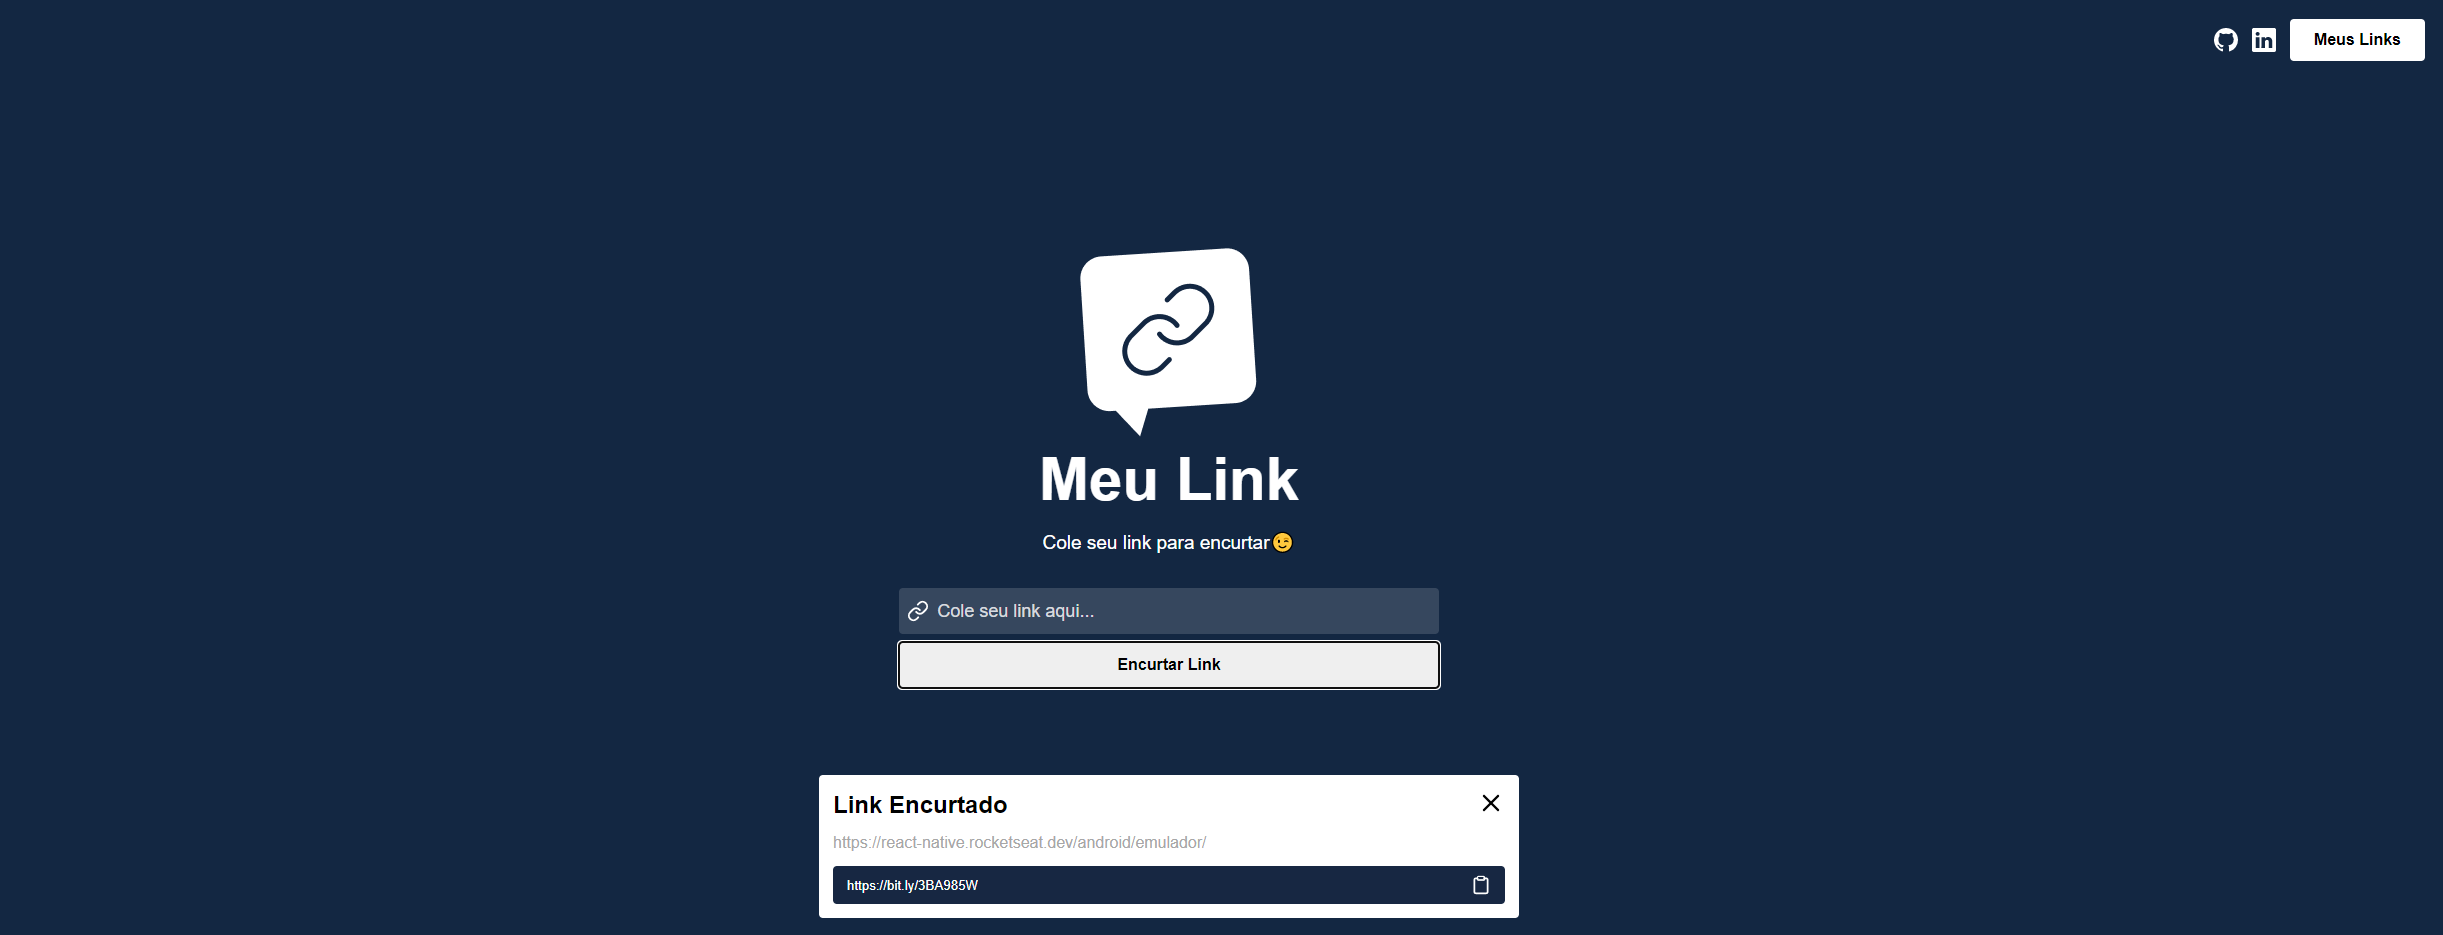 Meus Links
Meu Link
Cole seu link para encurtar😉
Cole seu link aqui...
Encurtar Link
Link Encurtado
https://react-native.rocketseat.dev/android/emulador/
https://bit.ly/3BA985W